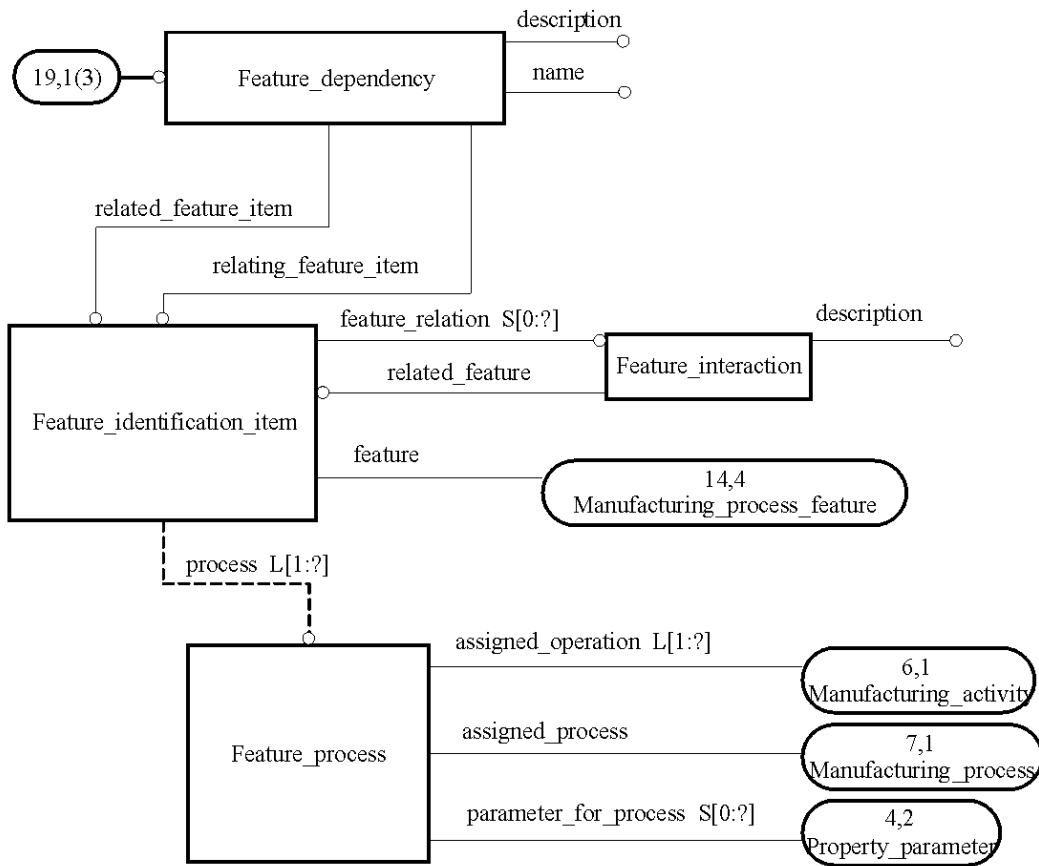 description
19,1(3)
Feature_dependency
name
related_feature_item
relating_feature_item
feature_relation S[0:?]
description
Feature_interaction
related_feature
Feature_identification_item
feature
14,4
Manufacturing_process_feature
process L[1:?]
assigned_operation L[1:?]
6,1
Manufacturing_activity
Feature_process
assigned_process
7,1
Manufacturing_process
parameter_for_process S[0:?]
4,2
Property_parameter